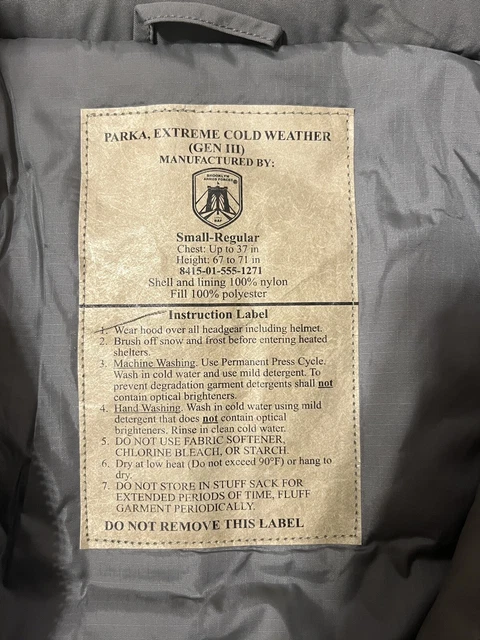 PARKA, EXTREME COLD WEATHER
(GEN III)
MANUFACTURED BY:
BROOKLYN
ARMED FORCES
®
Small-Regular
Chest: Up to 37 in
Height: 67 to 71 in
8415-01-555-1271
Shell and lining 100% nylon
Fill 100% polyester
Instruction Label
1. Wear hood over all headgear including helmet.
2. Brush off snow and frost before entering heated
shelters.
3. Machine Washing. Use Permanent Press Cycle.
Wash in cold water and use mild detergent. To
prevent degradation garment detergents shall not
contain optical brighteners.
4. Hand Washing. Wash in cold water using mild
detergent that does not contain optical
brighteners. Rinse in clean cold water.
5. DO NOT USE FABRIC SOFTENER,
CHLORINE BLEACH, OR STARCH.
6. Dry at low heat (Do not exceed 90°F) or hang to
dry.
7. DO NOT STORE IN STUFF SACK FOR
EXTENDED PERIODS OF TIME, FLUFF
GARMENT PERIODICALLY.
DO NOT REMOVE THIS LABEL